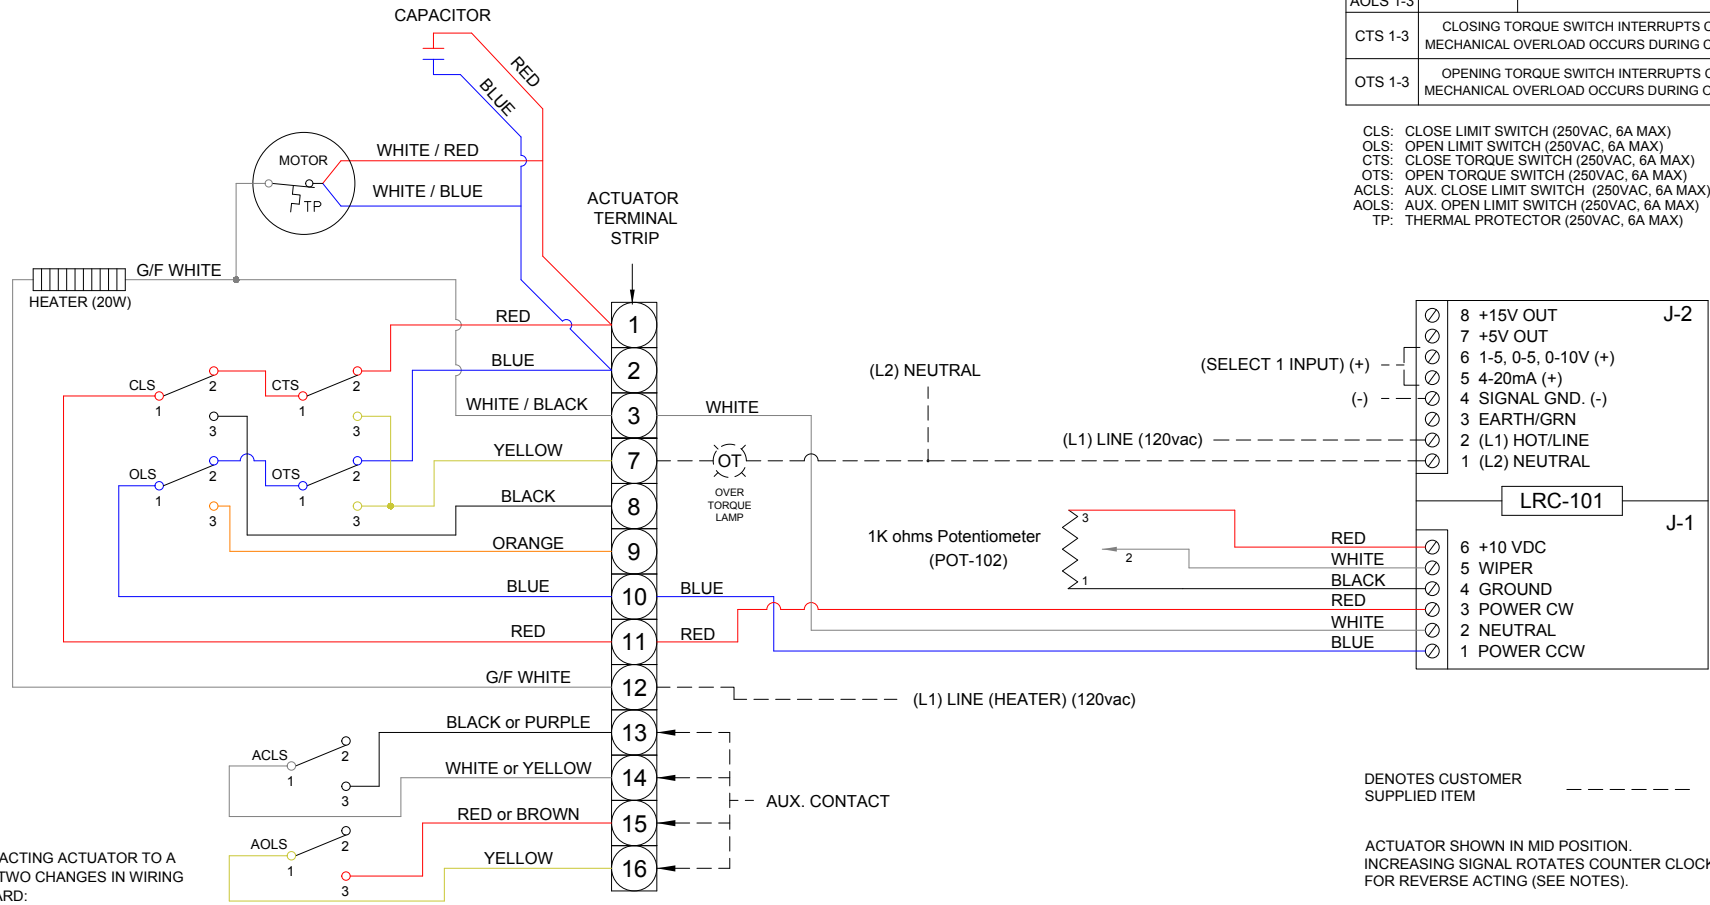 CAPACITOR
RED
BLUE
MOTOR
TP
WHITE / RED
WHITE / BLUE
G/F WHITE
HEATER (20W)
ACTUATOR
TERMINAL
STRIP
RED
BLUE
WHITE / BLACK
YELLOW
BLACK
ORANGE
BLUE
RED
G/F WHITE
BLACK or PURPLE
WHITE or YELLOW
RED or BROWN
YELLOW
CLS
1
2
3
CTS
1
2
3
OLS
1
2
3
OTS
1
2
3
ACLS
1
2
3
AOLS
1
2
3
1
2
3
7
8
9
10
11
12
13
14
15
16
WHITE
OT
OVER
TORQUE
LAMP
BLUE
RED
(L2) NEUTRAL
(L1) LINE (120vac)
(SELECT 1 INPUT) (+)
(-)
1K ohms Potentiometer
(POT-102)
3
2
1
RED
WHITE
BLACK
RED
WHITE
BLUE
(L1) LINE (HEATER) (120vac)
AUX. CONTACT
AOLS 1-3
CTS 1-3
CLOSING TORQUE SWITCH INTERRUPTS
MECHANICAL OVERLOAD OCCURS DURING
OTS 1-3
OPENING TORQUE SWITCH INTERRUPTS
MECHANICAL OVERLOAD OCCURS DURING
CLS: CLOSE LIMIT SWITCH (250VAC, 6A MAX)
OLS: OPEN LIMIT SWITCH (250VAC, 6A MAX)
CTS: CLOSE TORQUE SWITCH (250VAC, 6A MAX)
OTS: OPEN TORQUE SWITCH (250VAC, 6A MAX)
ACLS: AUX. CLOSE LIMIT SWITCH (250VAC, 6A MAX)
AOLS: AUX. OPEN LIMIT SWITCH (250VAC, 6A MAX)
TP: THERMAL PROTECTOR (250VAC, 6A MAX)
J-2
8 +15V OUT
7 +5V OUT
6 1-5, 0-5, 0-10V (+)
5 4-20mA (+)
4 SIGNAL GND. (-)
3 EARTH/GRN
2 (L1) HOT/LINE
1 (L2) NEUTRAL
LRC-101
J-1
6 +10 VDC
5 WIPER
4 GROUND
3 POWER CW
2 NEUTRAL
1 POWER CCW
DENOTES CUSTOMER
SUPPLIED ITEM
ACTUATOR SHOWN IN MID POSITION.
INCREASING SIGNAL ROTATES COUNTER CLOCK
FOR REVERSE ACTING (SEE NOTES).
ACTING ACTUATOR TO A
TWO CHANGES IN WIRING
ARD: